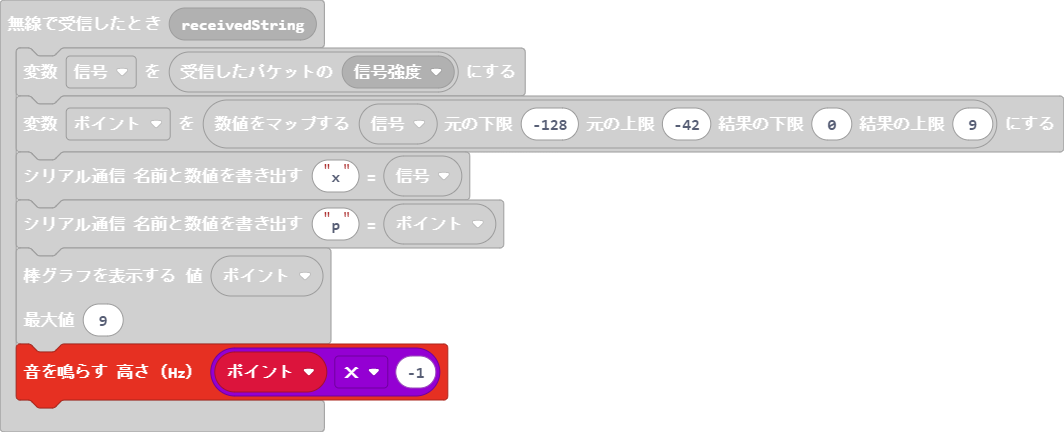 無線で受信したとき receivedString
変数 信号 を 受信したパケットの 信号強度 にする
変数 ポイント を 数値をマップする 信号 元の下限 -128 元の上限 -42 結果の下限 0 結果の上限 9 にする
シリアル通信 名前と数値を書き出す "x" = 信号
シリアル通信 名前と数値を書き出す "p" = ポイント
棒グラフを表示する 値 ポイント
最大値 9
音を鳴らす 高さ (Hz) ポイント × -1